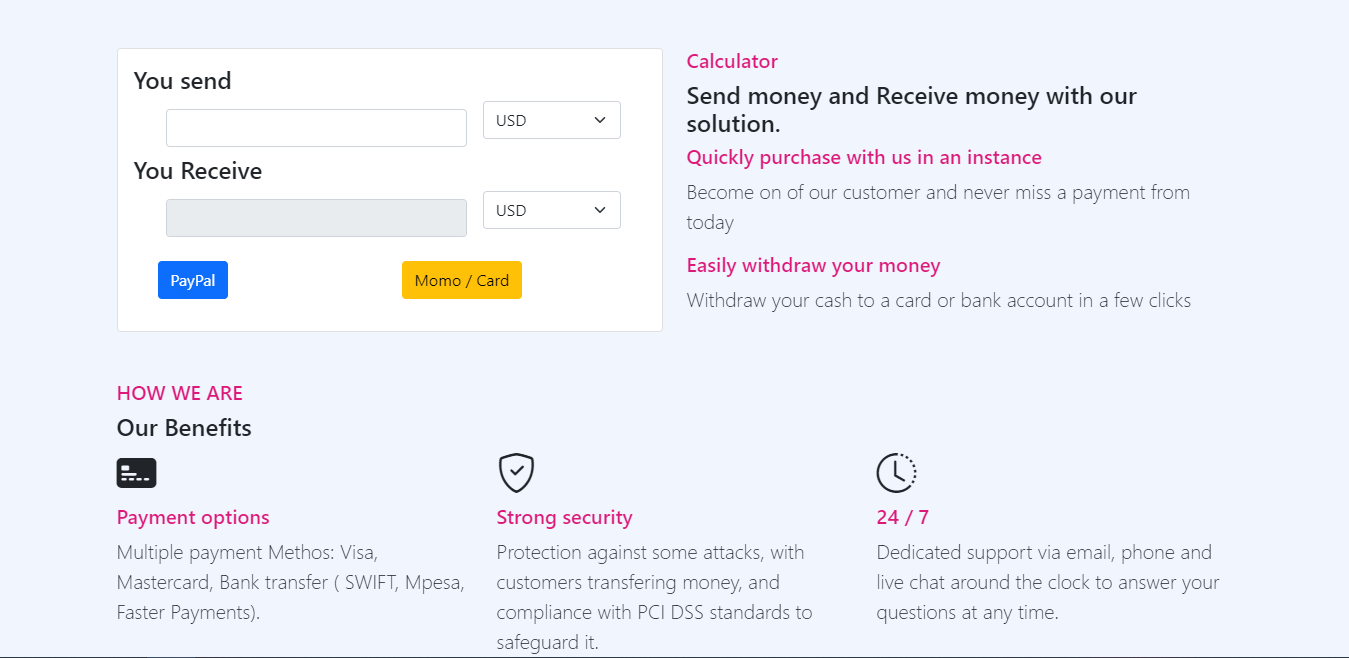 You send
USD
You Receive
USD
PayPal
Momo / Card
Calculator
Send money and Receive money with our
solution.
Quickly purchase with us in an instance
Become on of our customer and never miss a payment from
today
Easily withdraw your money
Withdraw your cash to a card or bank account in a few clicks
HOW WE ARE
Our Benefits
Payment options
Multiple payment Methos: Visa,
Mastercard, Bank transfer ( SWIFT, Mpesa,
Faster Payments).
Strong security
Protection against some attacks, with
customers transfering money, and
compliance with PCI DSS standards to
safeguard it.
24 / 7
Dedicated support via email, phone and
live chat around the clock to answer your
questions at any time.